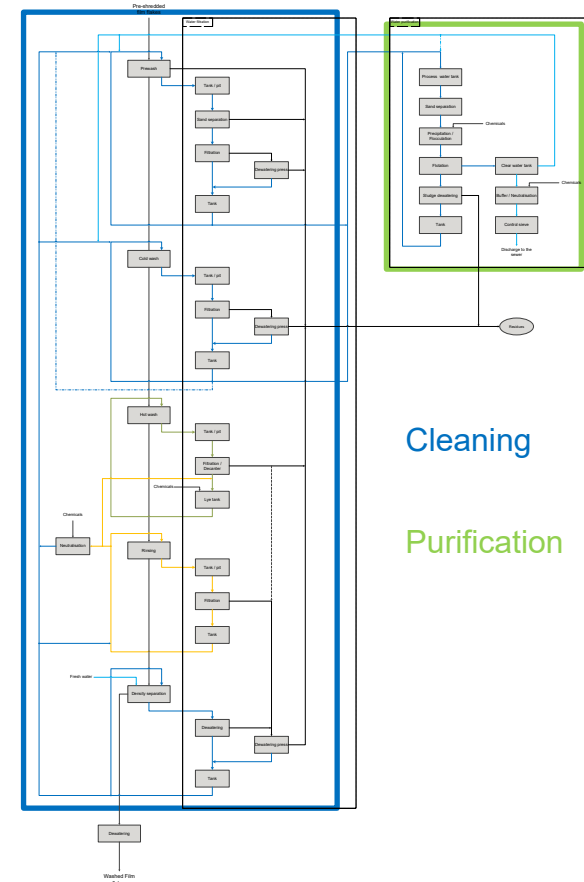 Pre-shredded
Water filtration
Water purification
Prewash
Tank / pit
Sand separation
Filtration
Dewatering press
Tank
Process water tank
Sand separation
Chemicals
Precipitation /
Flocculation
Flotation
Clear water tank
Chemicals
Sludge dewatering
Buffer / Neutralisation
Tank
Control sieve
Discharge to the
sewer
Cold wash
Tank / pit
Filtration
Dewatering press
Tank
Residues
Hot wash
Tank / pit
Filtration /
Decanter
Chemicals
Lye tank
Cleaning
Purification
Chemicals
Neutralisation
Rinsing
Tank / pit
Filtration
Tank
Fresh water
Density separation
Dewatering
Dewatering press
Tank
Dewatering
Washed Film